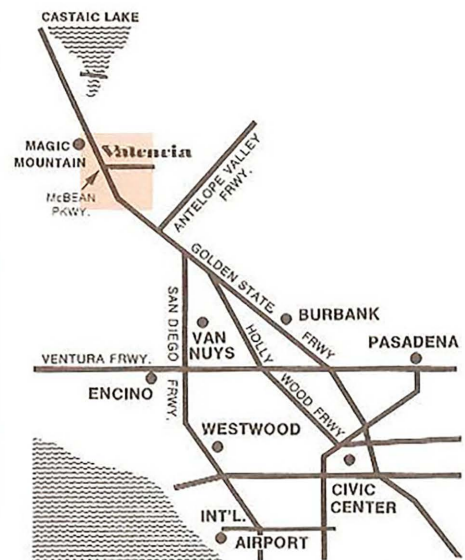 CASTAIC LAKE
MAGIC
MOUNTAIN
Valencia
McBEAN
PKWY.
ANTELOPE VALLEY
FRWY.
GOLDEN STATE
FRWY
SAN DIEGO
FRWY.
HOLLY
WOOD FRWY
BURBANK
VAN
NUYS
PASADENA
VENTURA FRWY.
ENCINO
WESTWOOD
CIVIC
CENTER
INT'L.
AIRPORT